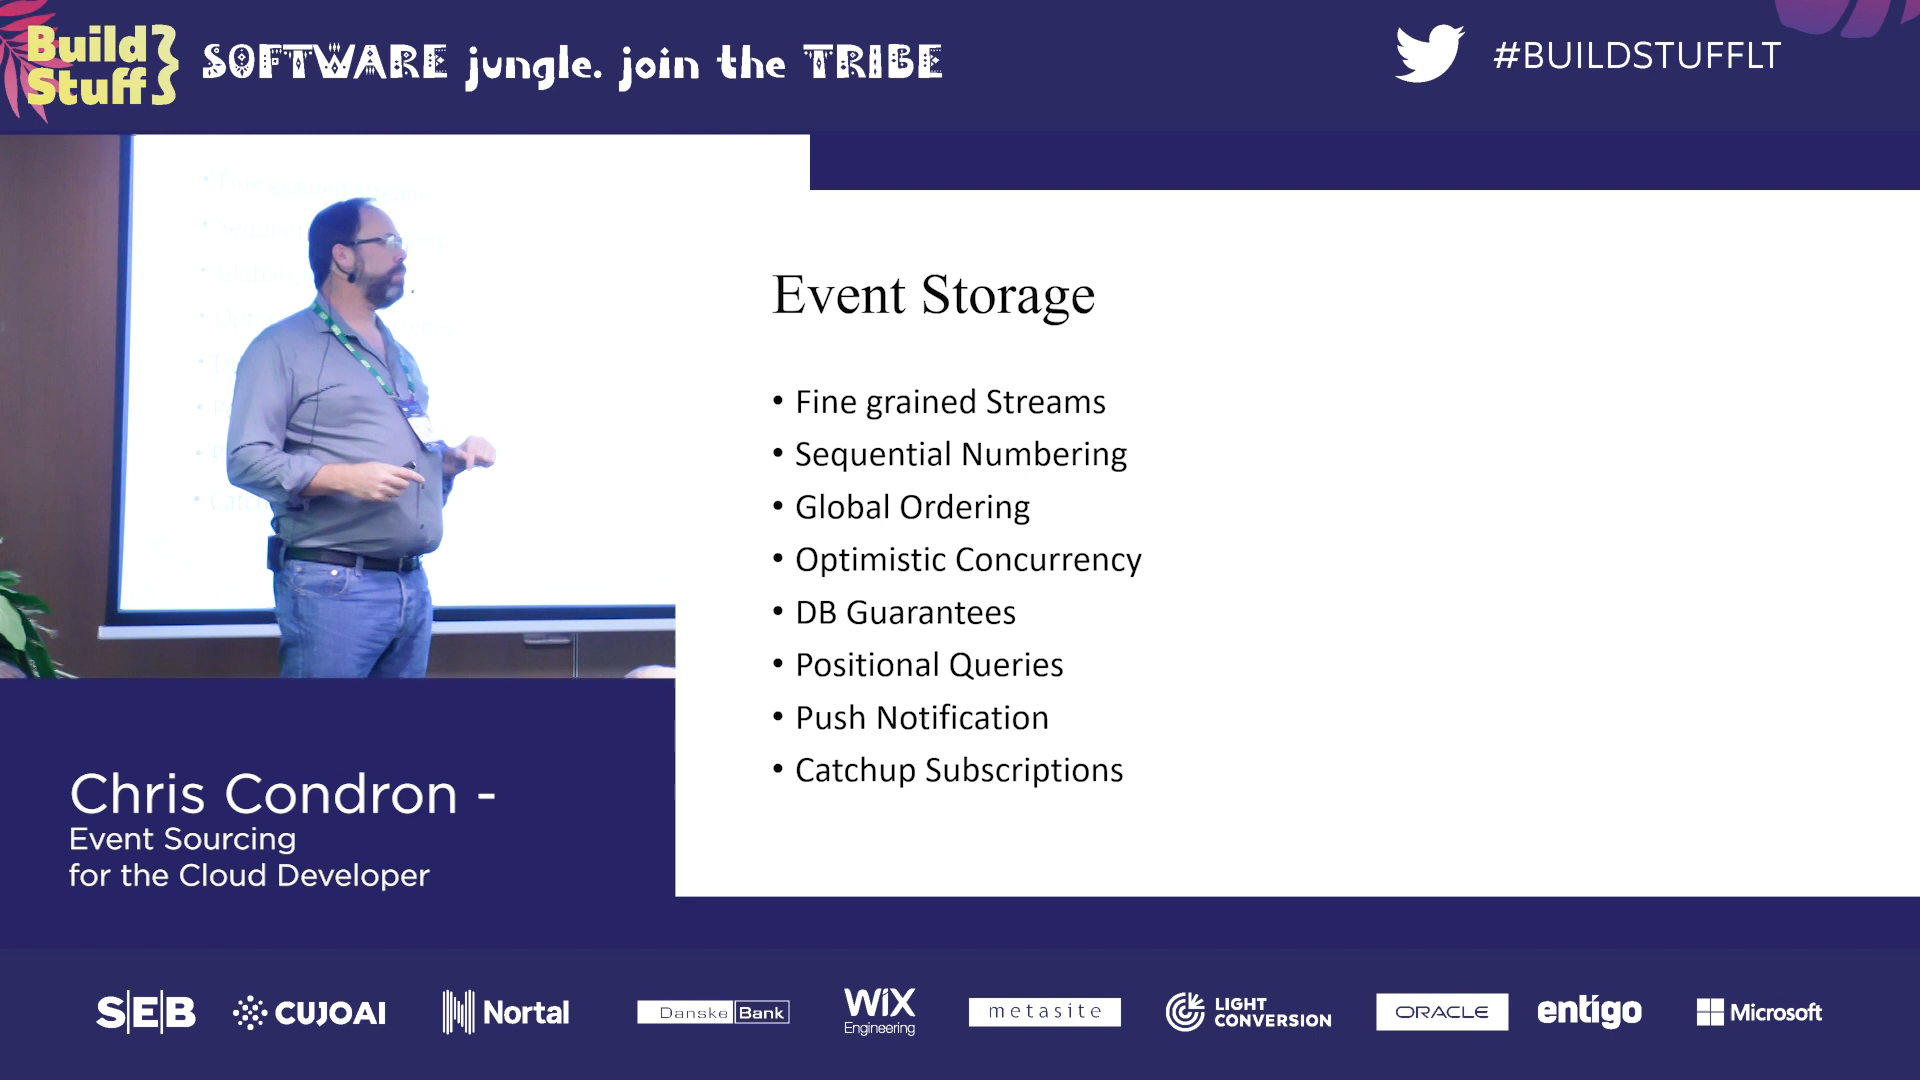 Build
Stuff
SOFTWARE jungle. join the TRIBE
#BUILDSTUFFLT
Event Storage
• Fine grained Streams
• Sequential Numbering
• Global Ordering
• Optimistic Concurrency
• DB Guarantees
• Positional Queries
• Push Notification
• Catchup Subscriptions
Chris Condron -
Event Sourcing
for the Cloud Developer
SEB
CUJOAI
Nortal
Danske Bank
WiX
Engineering
metasite
LIGHT
CONVERSION
ORACLE
entigo
Microsoft